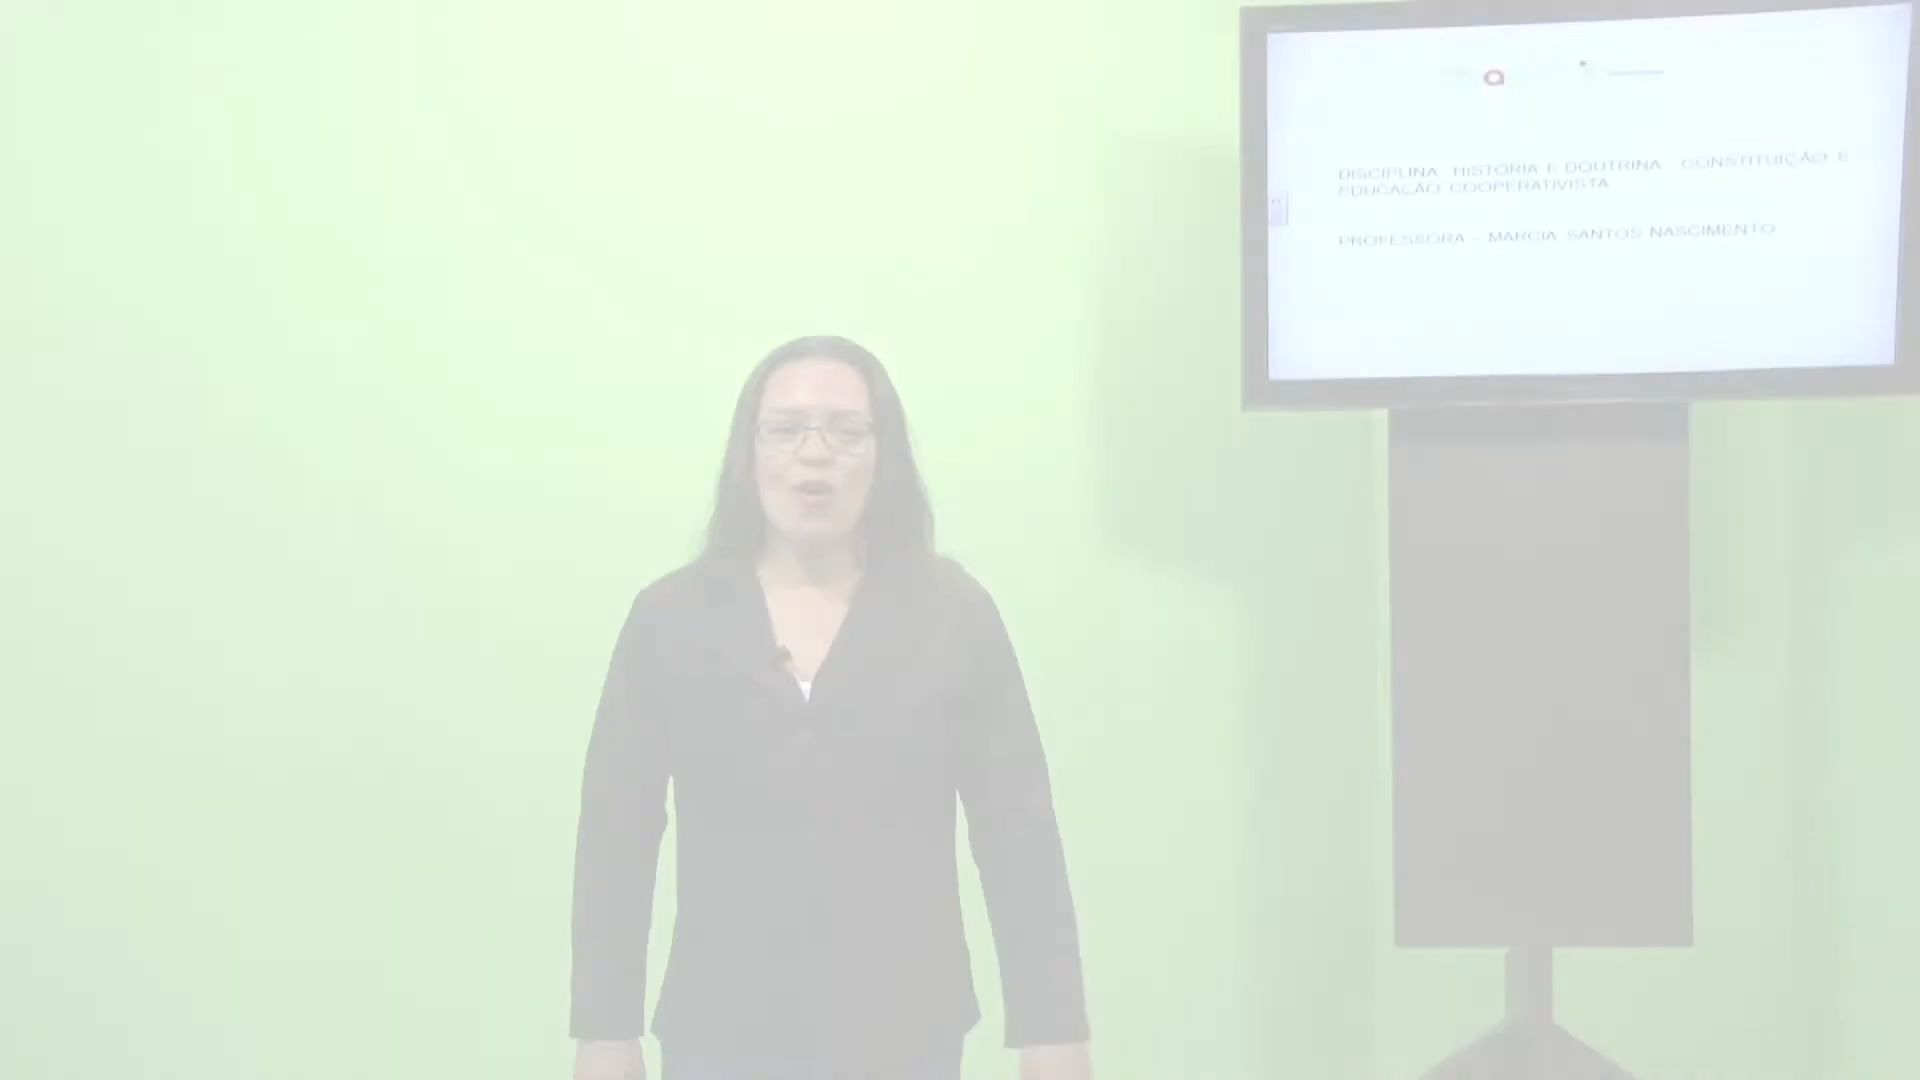 DISCIPLINA HISTÓRIA E DOUTRINA CONSTITUIÇÃO E
EDUCAÇÃO COOPERATIVISTA
PROFESSORA - MARCIA SANTOS NASCIMENTO